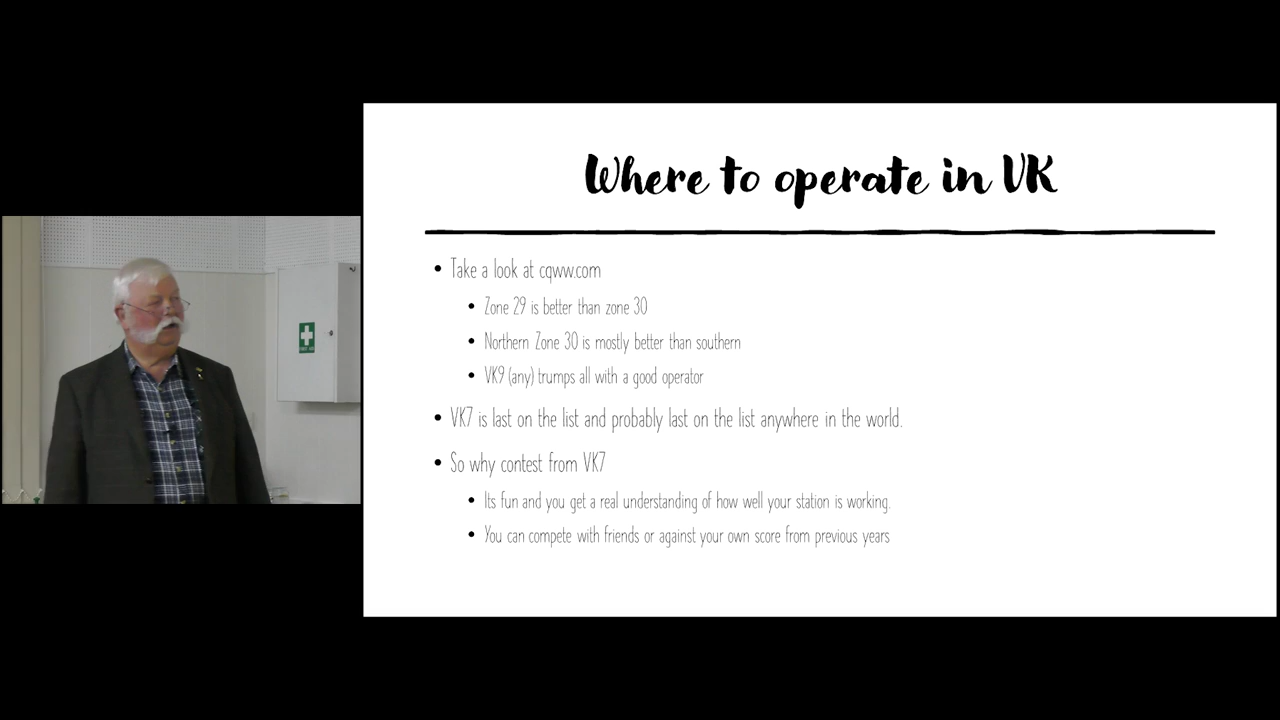 Where to operate in VK
• Take a look at cqww.com
• Zone 29 is better than zone 30
• Northern Zone 30 is mostly better than southern
• VK9 (any) trumps all with a good operator
• VK7 is last on the list and probably last on the list anywhere in the world.
• So why contest from VK7
• Its fun and you get a real understanding of how well your station is working.
• You can compete with friends or against your own score from previous years